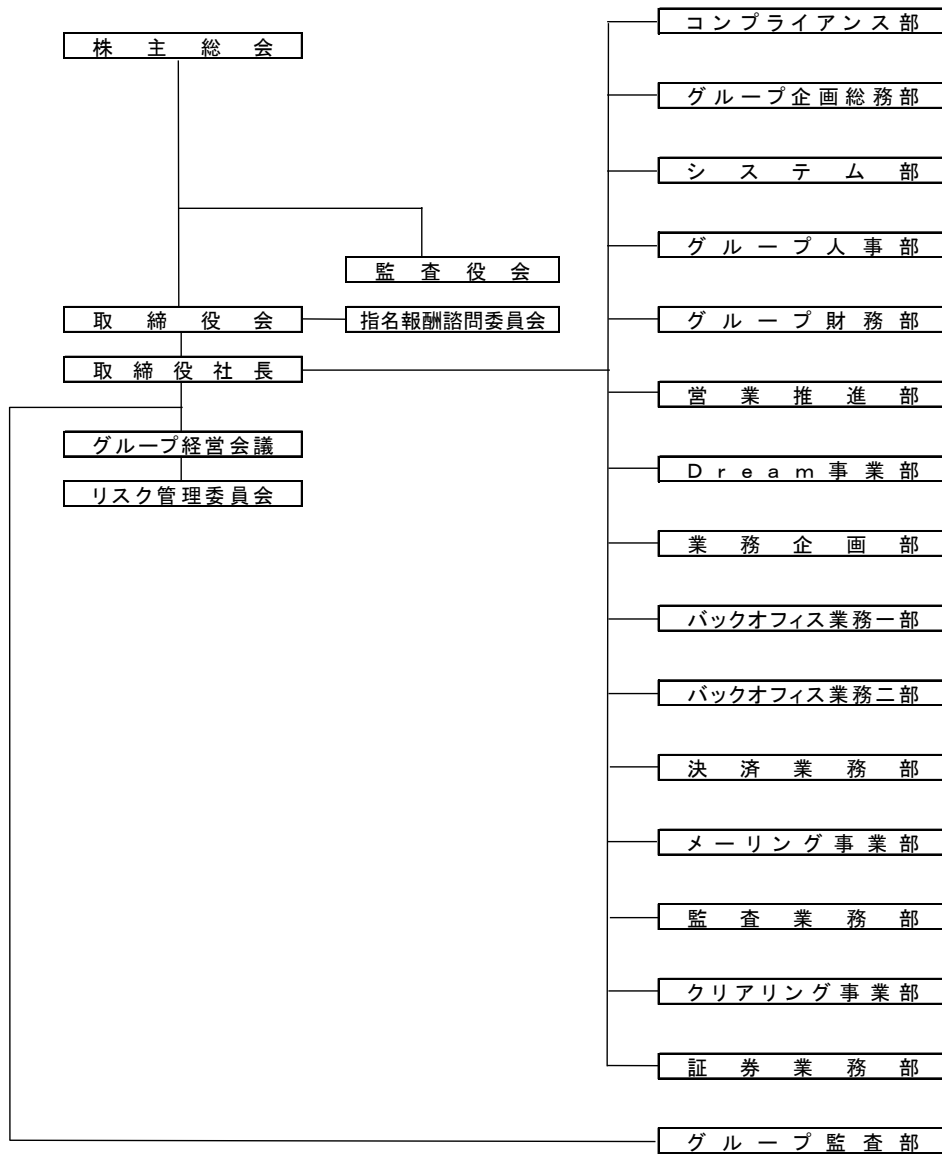 株主総会
監査役会
取締役会
指名報酬諮問委員会
取締役社長
グループ経営会議
リスク管理委員会
コンプライアンス部
グループ企画総務部
システム部
グループ人事部
グループ財務部
営業推進部
Ｄｒｅａｍ事業部
業務企画部
バックオフィス業務一部
バックオフィス業務二部
決済業務部
メーリング事業部
監査業務部
クリアリング事業部
証券業務部
グループ監査部